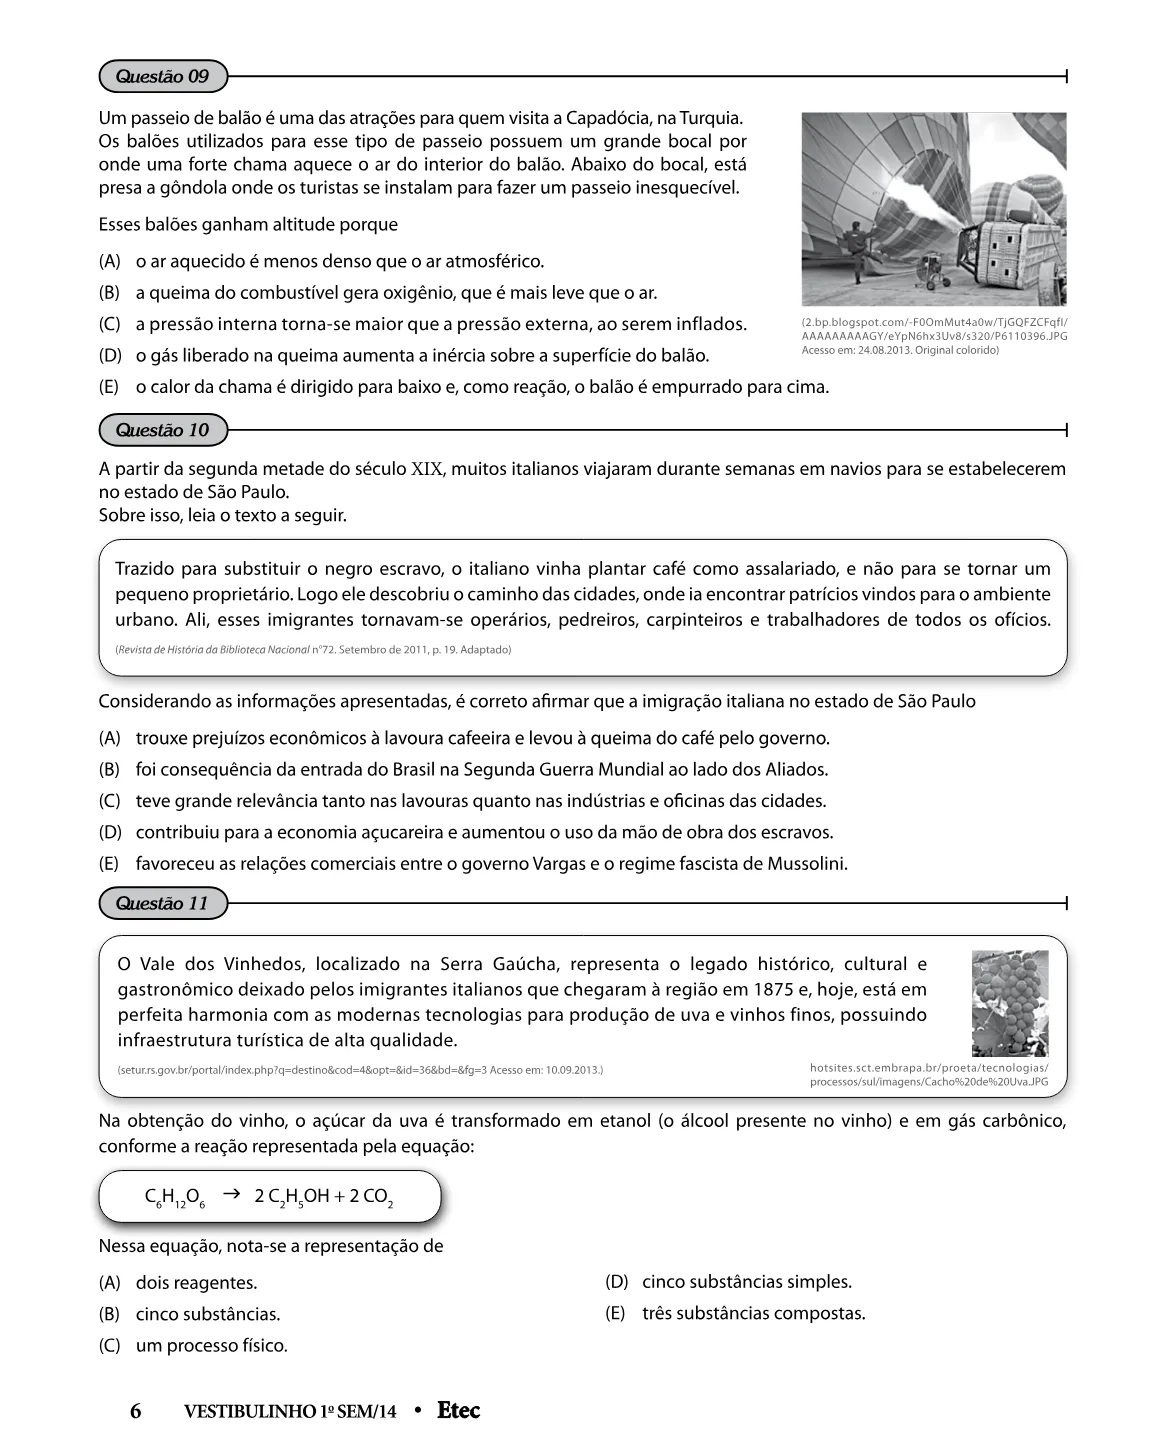 Questão 09
Um passeio de balão é uma das atrações para quem visita a Capadócia, na Turquia.
Os balões utilizados para esse tipo de passeio possuem um grande bocal por
onde uma forte chama aquece o ar do interior do balão. Abaixo do bocal, está
presa a gôndola onde os turistas se instalam para fazer um passeio inesquecível.
Esses balões ganham altitude porque
(A) o ar aquecido é menos denso que o ar atmosférico.
(B) a queima do combustível gera oxigênio, que é mais leve que o ar.
(C) a pressão interna torna-se maior que a pressão externa, ao serem inflados.
(D) o gás liberado na queima aumenta a inércia sobre a superfície do balão.
(E) o calor da chama é dirigido para baixo e, como reação, o balão é empurrado para cima.
(2.bp.blogspot.com/-F0OmMut4a0w/TjGQFZCFqfI/
AAAAAAAAAGY/eYpN6hx3Uv8/s320/P6110396.JPG
Acesso em: 24.08.2013. Original colorido)
Questão 10
A partir da segunda metade do século XIX, muitos italianos viajaram durante semanas em navios para se estabelecerem
no estado de São Paulo.
Sobre isso, leia o texto a seguir.
Trazido para substituir o negro escravo, o italiano vinha plantar café como assalariado, e não para se tornar um
pequeno proprietário. Logo ele descobriu o caminho das cidades, onde ia encontrar patrícios vindos para o ambiente
urbano. Ali, esses imigrantes tornavam-se operários, pedreiros, carpinteiros e trabalhadores de todos os ofícios.
(Revista de História da Biblioteca Nacional n°72. Setembro de 2011, p. 19. Adaptado)
Considerando as informações apresentadas, é correto afirmar que a imigração italiana no estado de São Paulo
(A) trouxe prejuízos econômicos à lavoura cafeeira e levou à queima do café pelo governo.
(B) foi consequência da entrada do Brasil na Segunda Guerra Mundial ao lado dos Aliados.
(C) teve grande relevância tanto nas lavouras quanto nas indústrias e oficinas das cidades.
(D) contribuiu para a economia açucareira e aumentou o uso da mão de obra dos escravos.
(E) favoreceu as relações comerciais entre o governo Vargas e o regime fascista de Mussolini.
Questão 11
O Vale dos Vinhedos, localizado na Serra Gaúcha, representa o legado histórico, cultural e
gastronômico deixado pelos imigrantes italianos que chegaram à região em 1875 e, hoje, está em
perfeita harmonia com as modernas tecnologias para produção de uva e vinhos finos, possuindo
infraestrutura turística de alta qualidade.
(setur.rs.gov.br/portal/index.php?q=destino&cod=4&opt=&id=36&bd=&fg=3 Acesso em: 10.09.2013.)
hotsites.sct.embrapa.br/proeta/tecnologias/
processos/sul/imagens/Cacho%20de%20Uva.JPG
Na obtenção do vinho, o açúcar da uva é transformado em etanol (o álcool presente no vinho) e em gás carbônico,
conforme a reação representada pela equação:
C₆H₁₂O₆ → 2 C₂H₅OH + 2 CO₂
Nessa equação, nota-se a representação de
(A) dois reagentes.
(B) cinco substâncias.
(C) um processo físico.
(D) cinco substâncias simples.
(E) três substâncias compostas.
6 VESTIBULINHO 1º SEM/14 • Etec